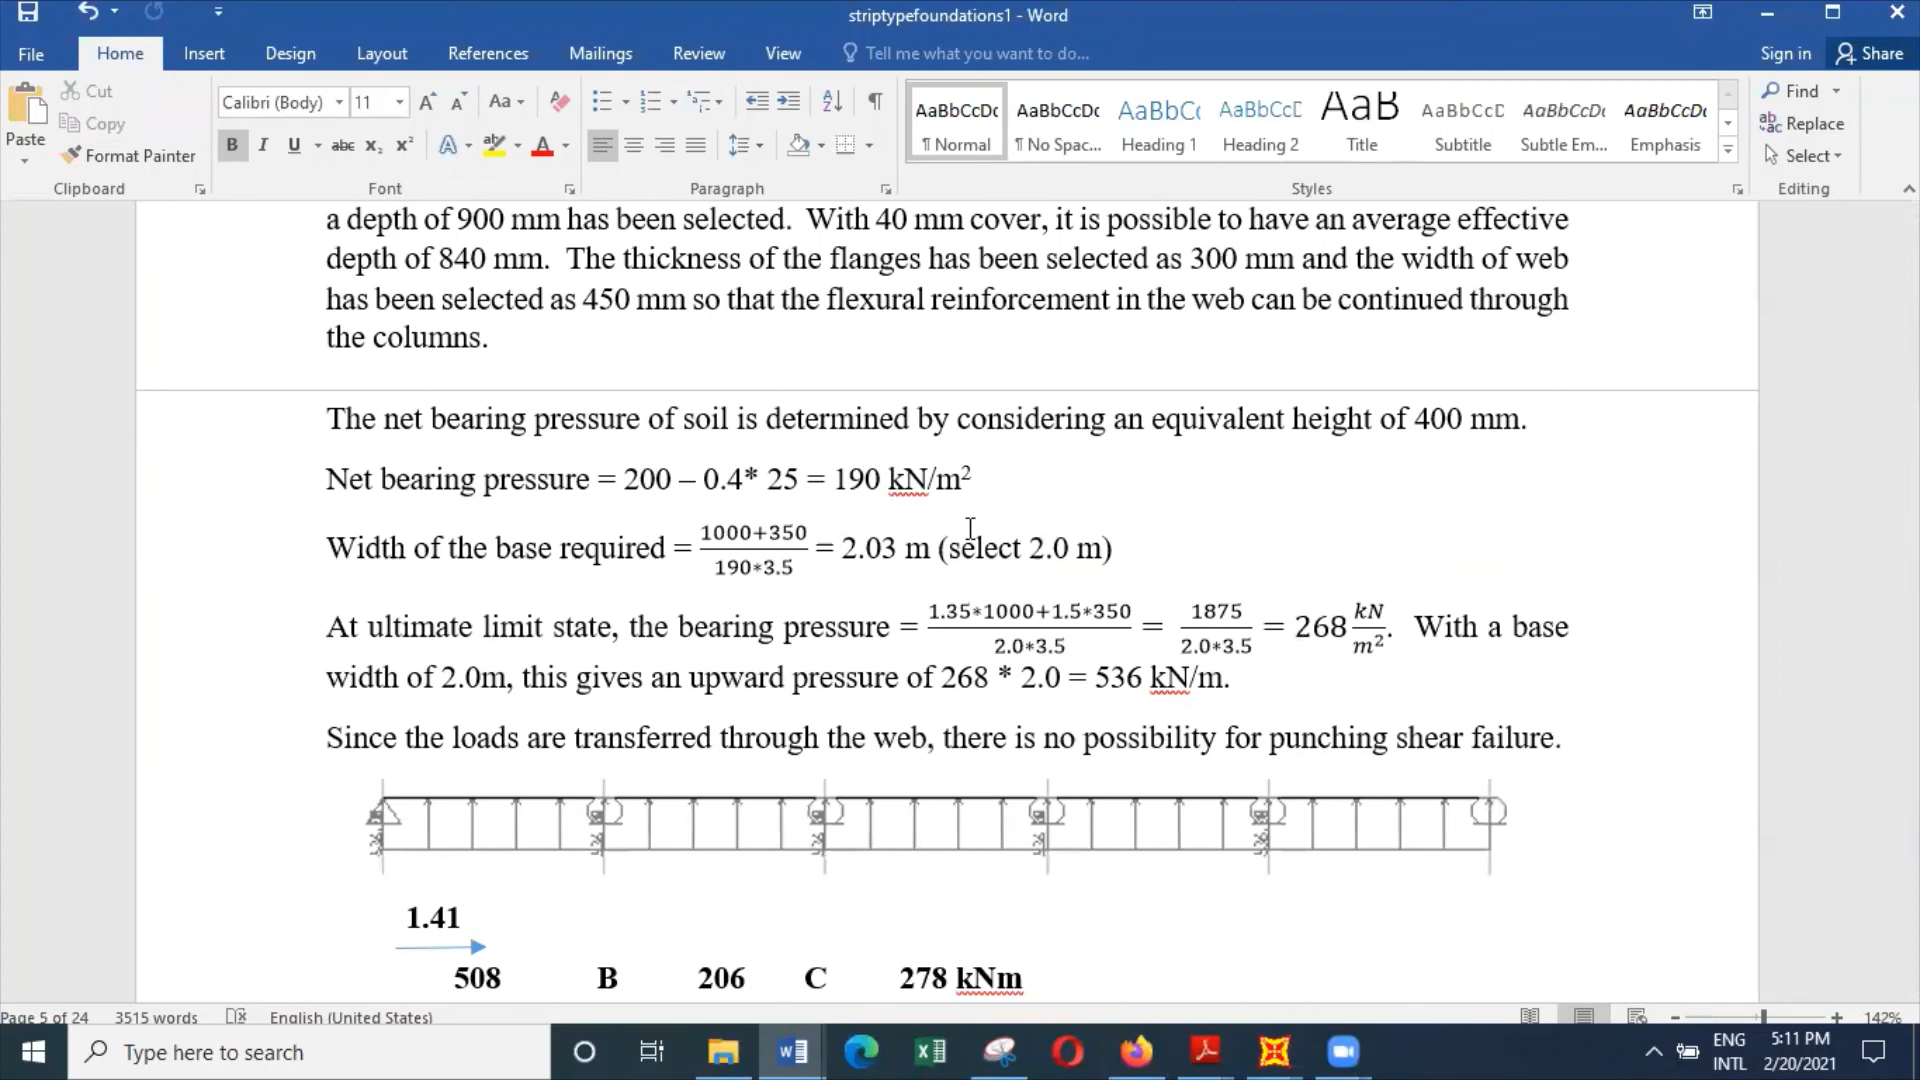 striptypefoundations1 - Word
File Home Insert Design Layout References Mailings Review View Tell me what you want to do... Sign in Share
Cut
Copy
Format Painter
Paste
Clipboard
Calibri (Body) 11
Font
Paragraph
AaBbCcDc AaBbCcDc AaBbCc AaBbCcD AaB AaBbCcD AaBbCcDc AaBbCcDc
¶ Normal ¶ No Spac... Heading 1 Heading 2 Title Subtitle Subtle Em... Emphasis
Styles
Find
Replace
Select
Editing
a depth of 900 mm has been selected. With 40 mm cover, it is possible to have an average effective
depth of 840 mm. The thickness of the flanges has been selected as 300 mm and the width of web
has been selected as 450 mm so that the flexural reinforcement in the web can be continued through
the columns.
The net bearing pressure of soil is determined by considering an equivalent height of 400 mm.
Net bearing pressure = 200 – 0.4* 25 = 190 kN/m²
Width of the base required = (1000+350)/(190*3.5) = 2.03 m (select 2.0 m)
At ultimate limit state, the bearing pressure = (1.35*1000+1.5*350)/(2.0*3.5) = 1875/(2.0*3.5) = 268 kN/m². With a base
width of 2.0m, this gives an upward pressure of 268 * 2.0 = 536 kN/m.
Since the loads are transferred through the web, there is no possibility for punching shear failure.
1.41
508 B 206 C 278 kNm
Page 5 of 24 3515 words English (United States) 142%
Type here to search
ENG
INTL
5:11 PM
2/20/2021